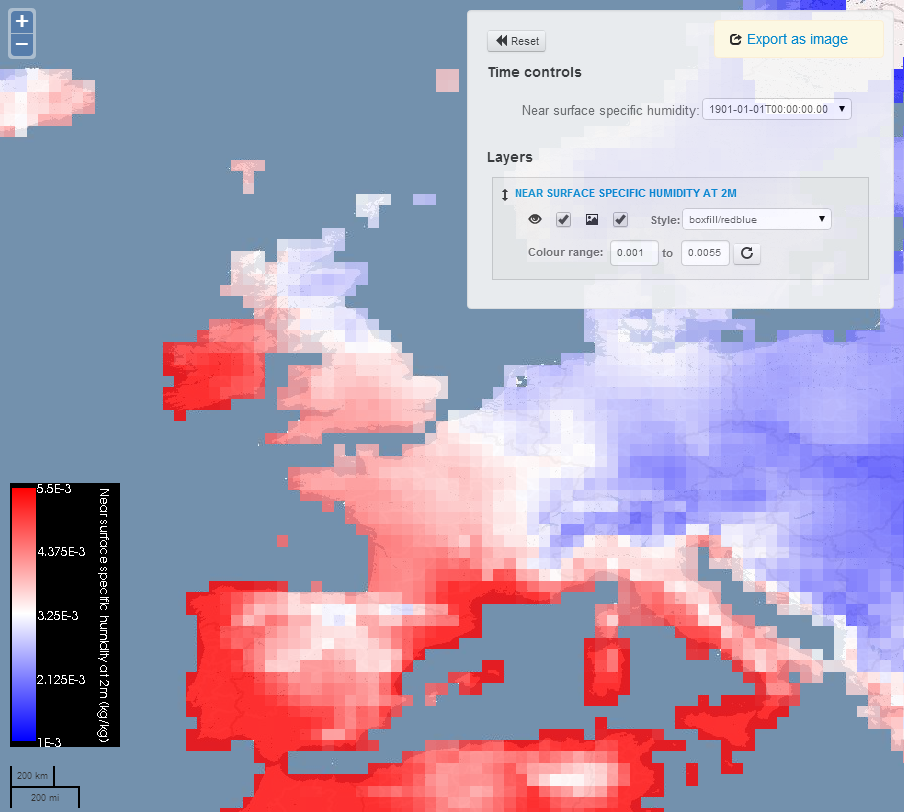 +
−
Reset
Export as image
Time controls
Near surface specific humidity: 1901-01-01T00:00:00.00
Layers
NEAR SURFACE SPECIFIC HUMIDITY AT 2M
Style: boxfill/redblue
Colour range: 0.001 to 0.0055
5.5E-3
4.375E-3
3.25E-3
2.125E-3
1E-3
Near surface specific humidity at 2m (kg/kg)
200 km
200 mi